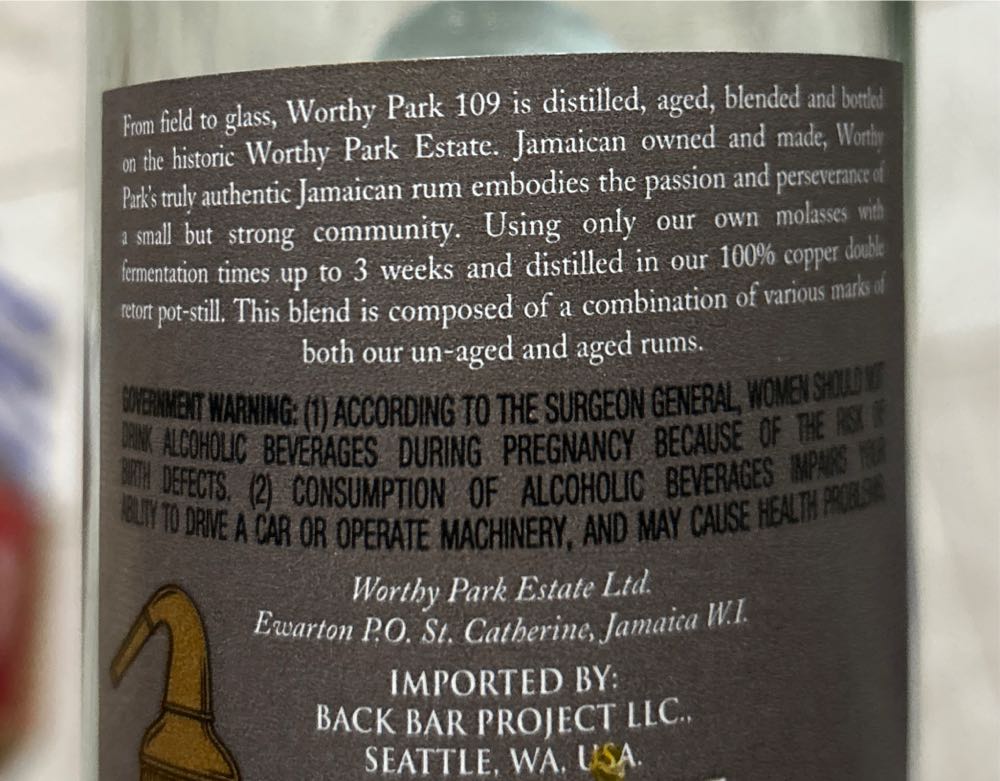 From field to glass, Worthy Park 109 is distilled, aged, blended and bottled
on the historic Worthy Park Estate. Jamaican owned and made, Worthy
Park's truly authentic Jamaican rum embodies the passion and perseverance of
a small but strong community. Using only our own molasses with
fermentation times up to 3 weeks and distilled in our 100% copper double
retort pot-still. This blend is composed of a combination of various marks of
both our un-aged and aged rums.
GOVERNMENT WARNING: (1) ACCORDING TO THE SURGEON GENERAL, WOMEN SHOULD NOT
DRINK ALCOHOLIC BEVERAGES DURING PREGNANCY BECAUSE OF THE RISK OF
BIRTH DEFECTS. (2) CONSUMPTION OF ALCOHOLIC BEVERAGES IMPAIRS YOUR
ABILITY TO DRIVE A CAR OR OPERATE MACHINERY, AND MAY CAUSE HEALTH PROBLEMS.
Worthy Park Estate Ltd.
Ewarton P.O. St. Catherine, Jamaica W.I.
IMPORTED BY:
BACK BAR PROJECT LLC.,
SEATTLE, WA. USA.